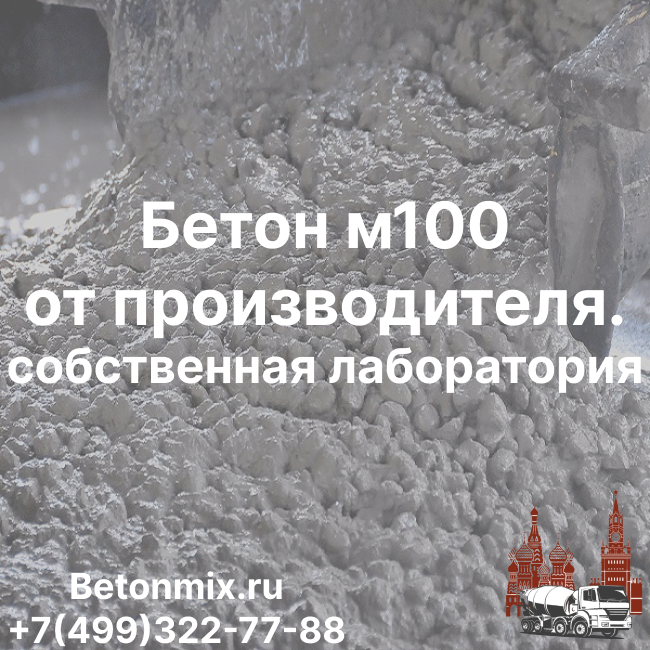 Бетон м100
от производителя.
собственная лаборатория
Betonmix.ru
+7(499)322-77-88